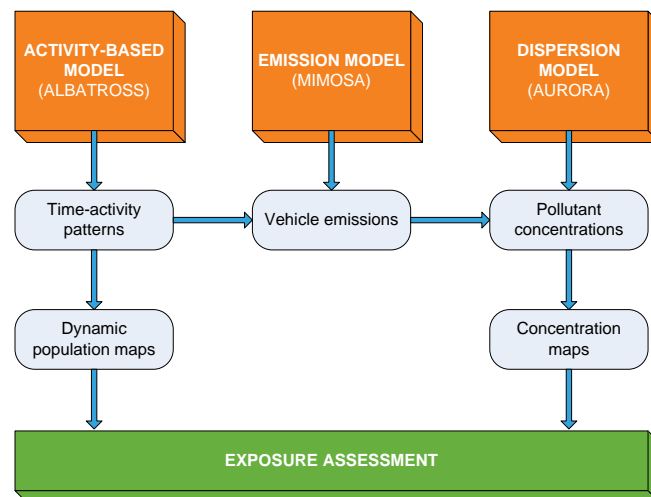 ACTIVITY-BASED
MODEL
(ALBATROSS)
EMISSION MODEL
(MIMOSA)
DISPERSION
MODEL
(AURORA)
Time-activity
patterns
Vehicle emissions
Pollutant
concentrations
Dynamic
population maps
Concentration
maps
EXPOSURE ASSESSMENT